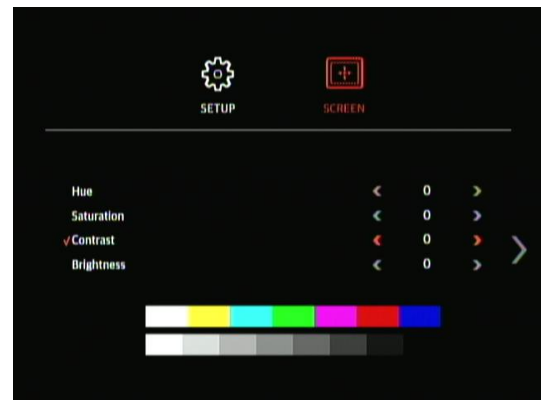 SETUP SCREEN
Hue < 0 >
Saturation < 0 >
√Contrast < 0 >
Brightness < 0 >